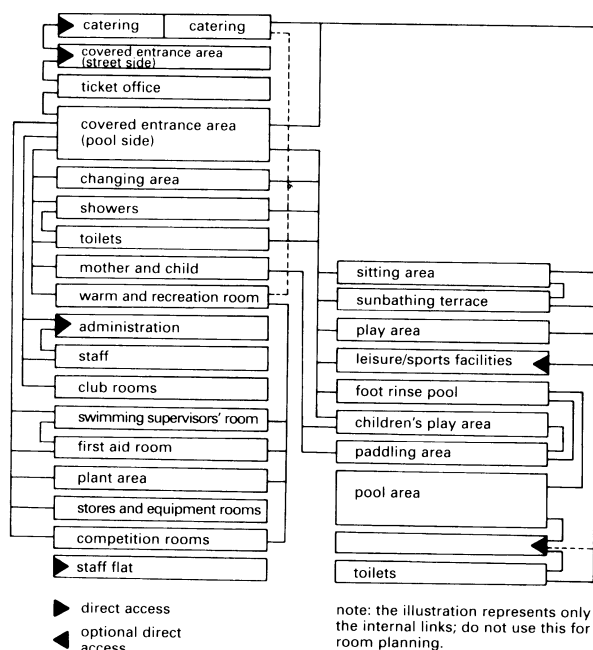 catering
catering
covered entrance area
(street side)
ticket office
covered entrance area
(pool side)
changing area
showers
toilets
mother and child
warm and recreation room
administration
staff
club rooms
swimming supervisors' room
first aid room
plant area
stores and equipment rooms
competition rooms
staff flat
direct access
optional direct
access
sitting area
sunbathing terrace
play area
leisure/sports facilities
foot rinse pool
children's play area
paddling area
pool area
toilets
note: the illustration represents only
the internal links; do not use this for
room planning.